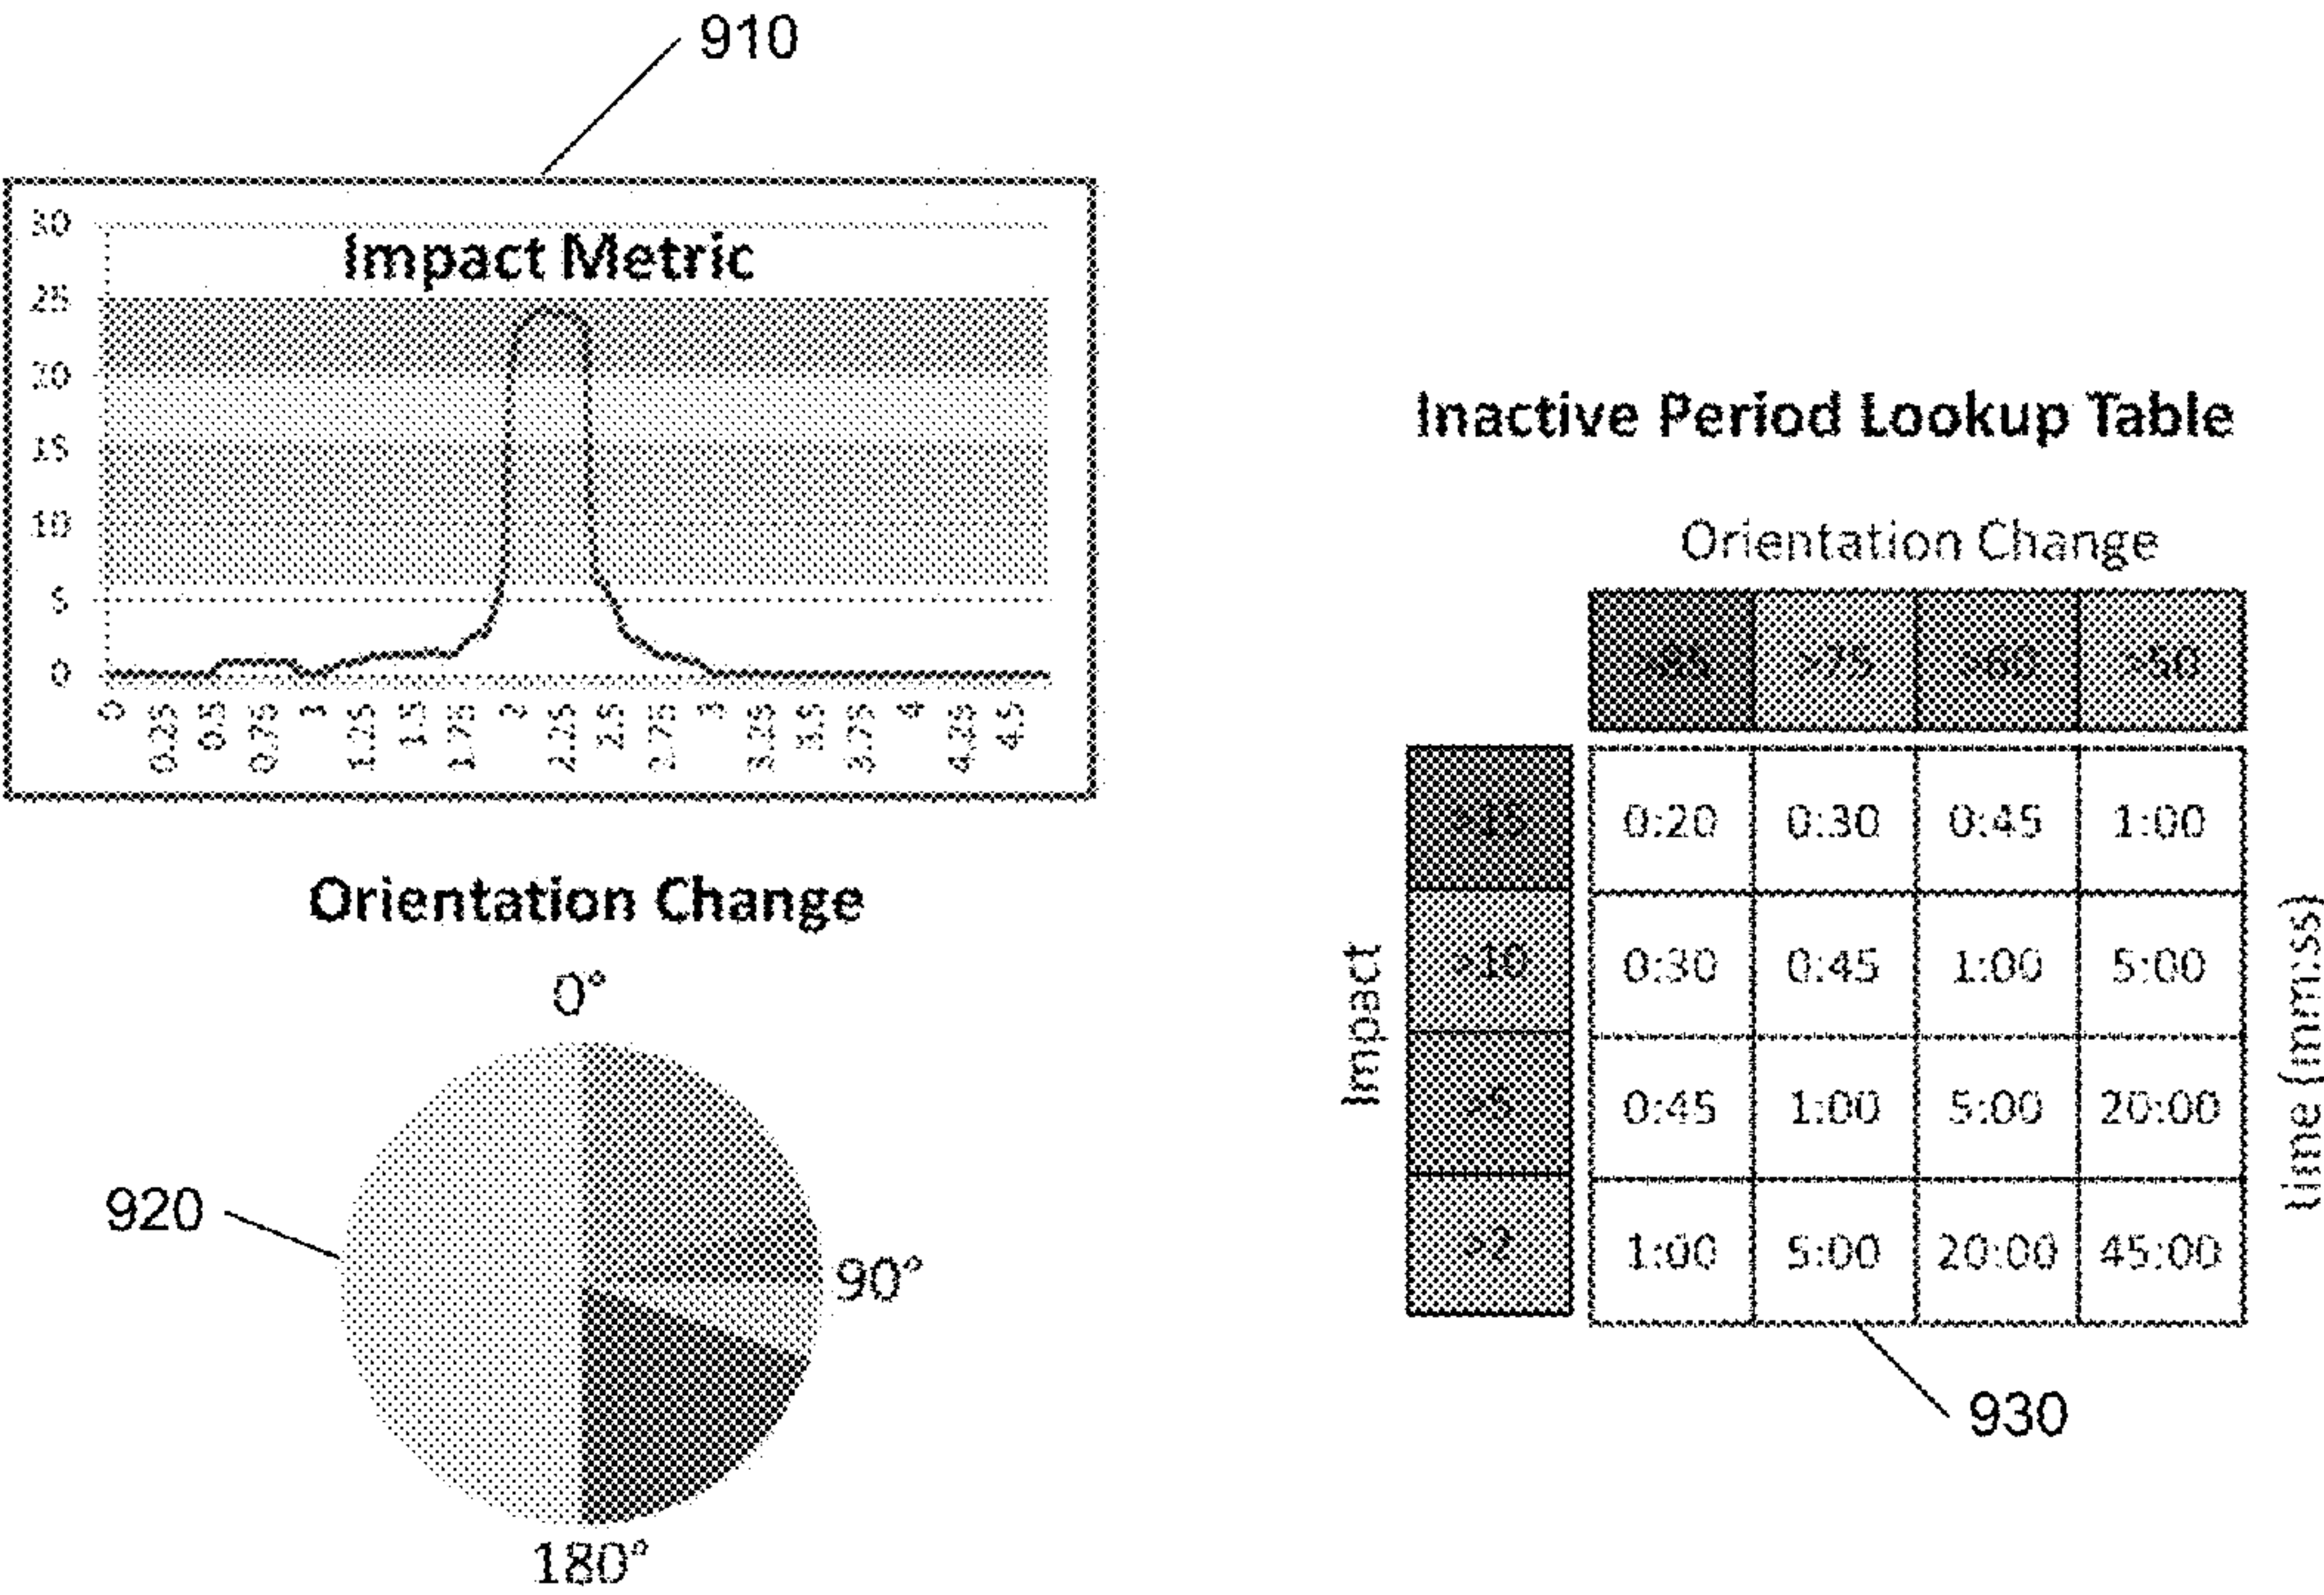 910
Impact Metric
30
25
20
15
10
5
0
0 0.25 0.5 0.75 1 1.25 1.5 1.75 2 2.25 2.5 2.75 3 3.25 3.5 3.75 4 4.25 4.5
Orientation Change
0°
90°
180°
920
Inactive Period Lookup Table
Orientation Change
>75 >60 >50
Impact
>15 0:20 0:30 0:45 1:00
>10 0:30 0:45 1:00 5:00
>5 0:45 1:00 5:00 20:00
>2 1:00 5:00 20:00 45:00
time (mm:ss)
930